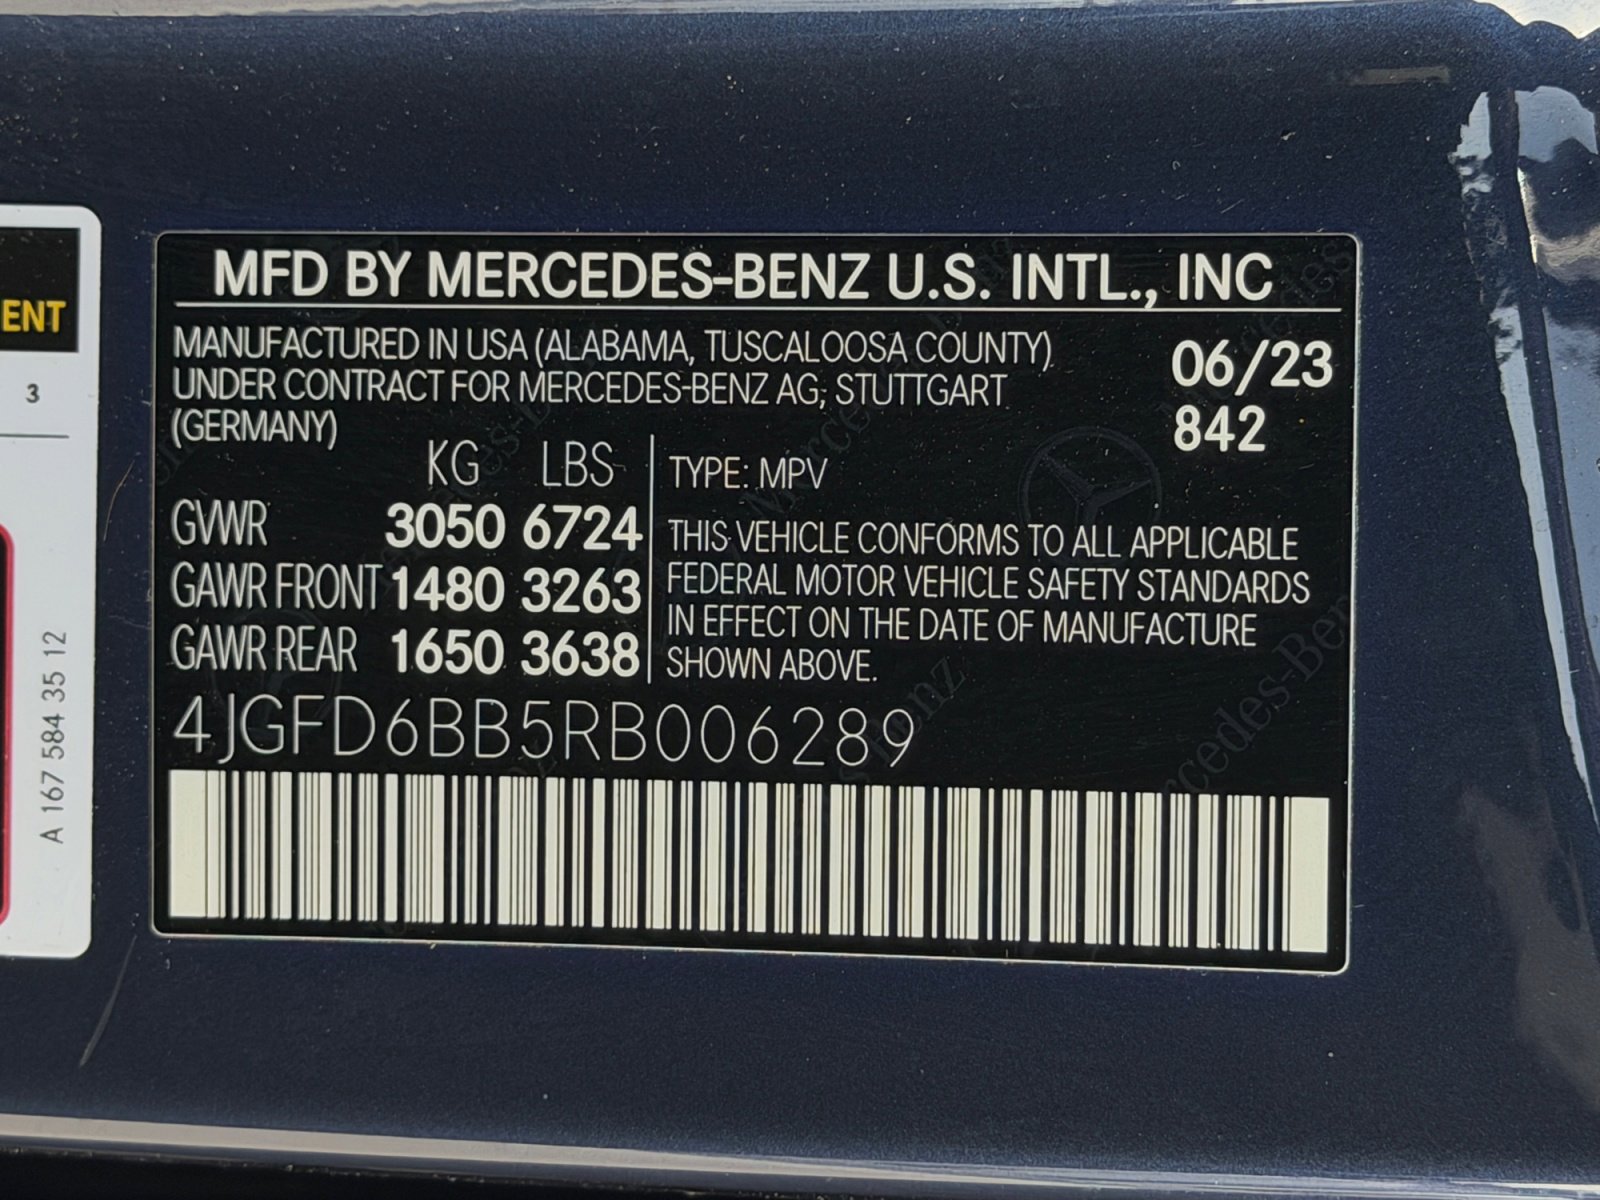 MFD BY MERCEDES-BENZ U.S. INTL., INC
MANUFACTURED IN USA (ALABAMA, TUSCALOOSA COUNTY)
UNDER CONTRACT FOR MERCEDES-BENZ AG; STUTTGART
(GERMANY)
06/23
842
KG LBS
GVWR 3050 6724
GAWR FRONT 1480 3263
GAWR REAR 1650 3638
TYPE: MPV
THIS VEHICLE CONFORMS TO ALL APPLICABLE
FEDERAL MOTOR VEHICLE SAFETY STANDARDS
IN EFFECT ON THE DATE OF MANUFACTURE
SHOWN ABOVE.
4JGFD6BB5RB006289
ENT
3
A 167 584 35 12